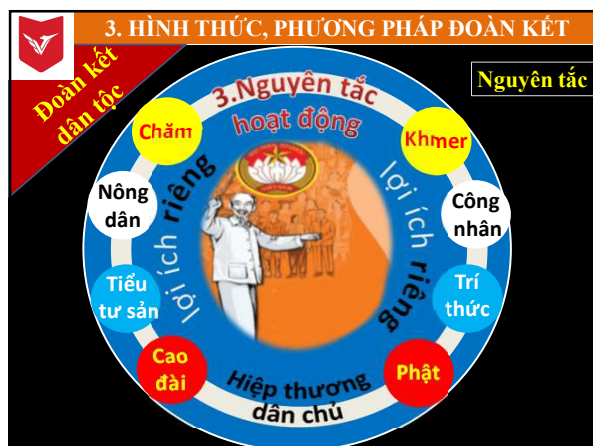 3. HÌNH THỨC, PHƯƠNG PHÁP ĐOÀN KẾT
Đoàn kết
dân tộc
Nguyên tắc
3.Nguyên tắc
hoạt động
Chăm
Khmer
VIỆT NAM
Nông
dân
lợi ích riêng
lợi ích riêng
Công
nhân
Tiểu
tư sản
Trí
thức
Cao
đài
Phật
Hiệp thương
dân chủ